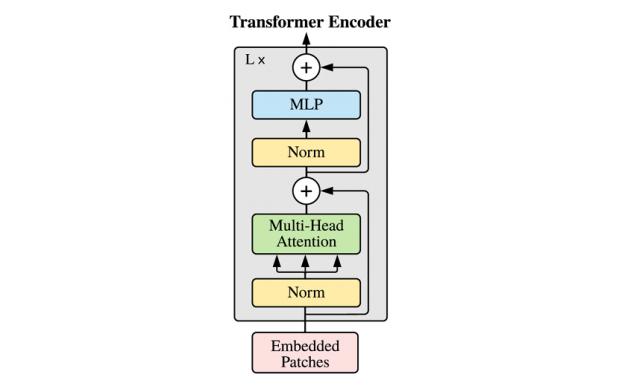 Transformer Encoder
L x
MLP
Norm
Multi-Head
Attention
Norm
Embedded
Patches